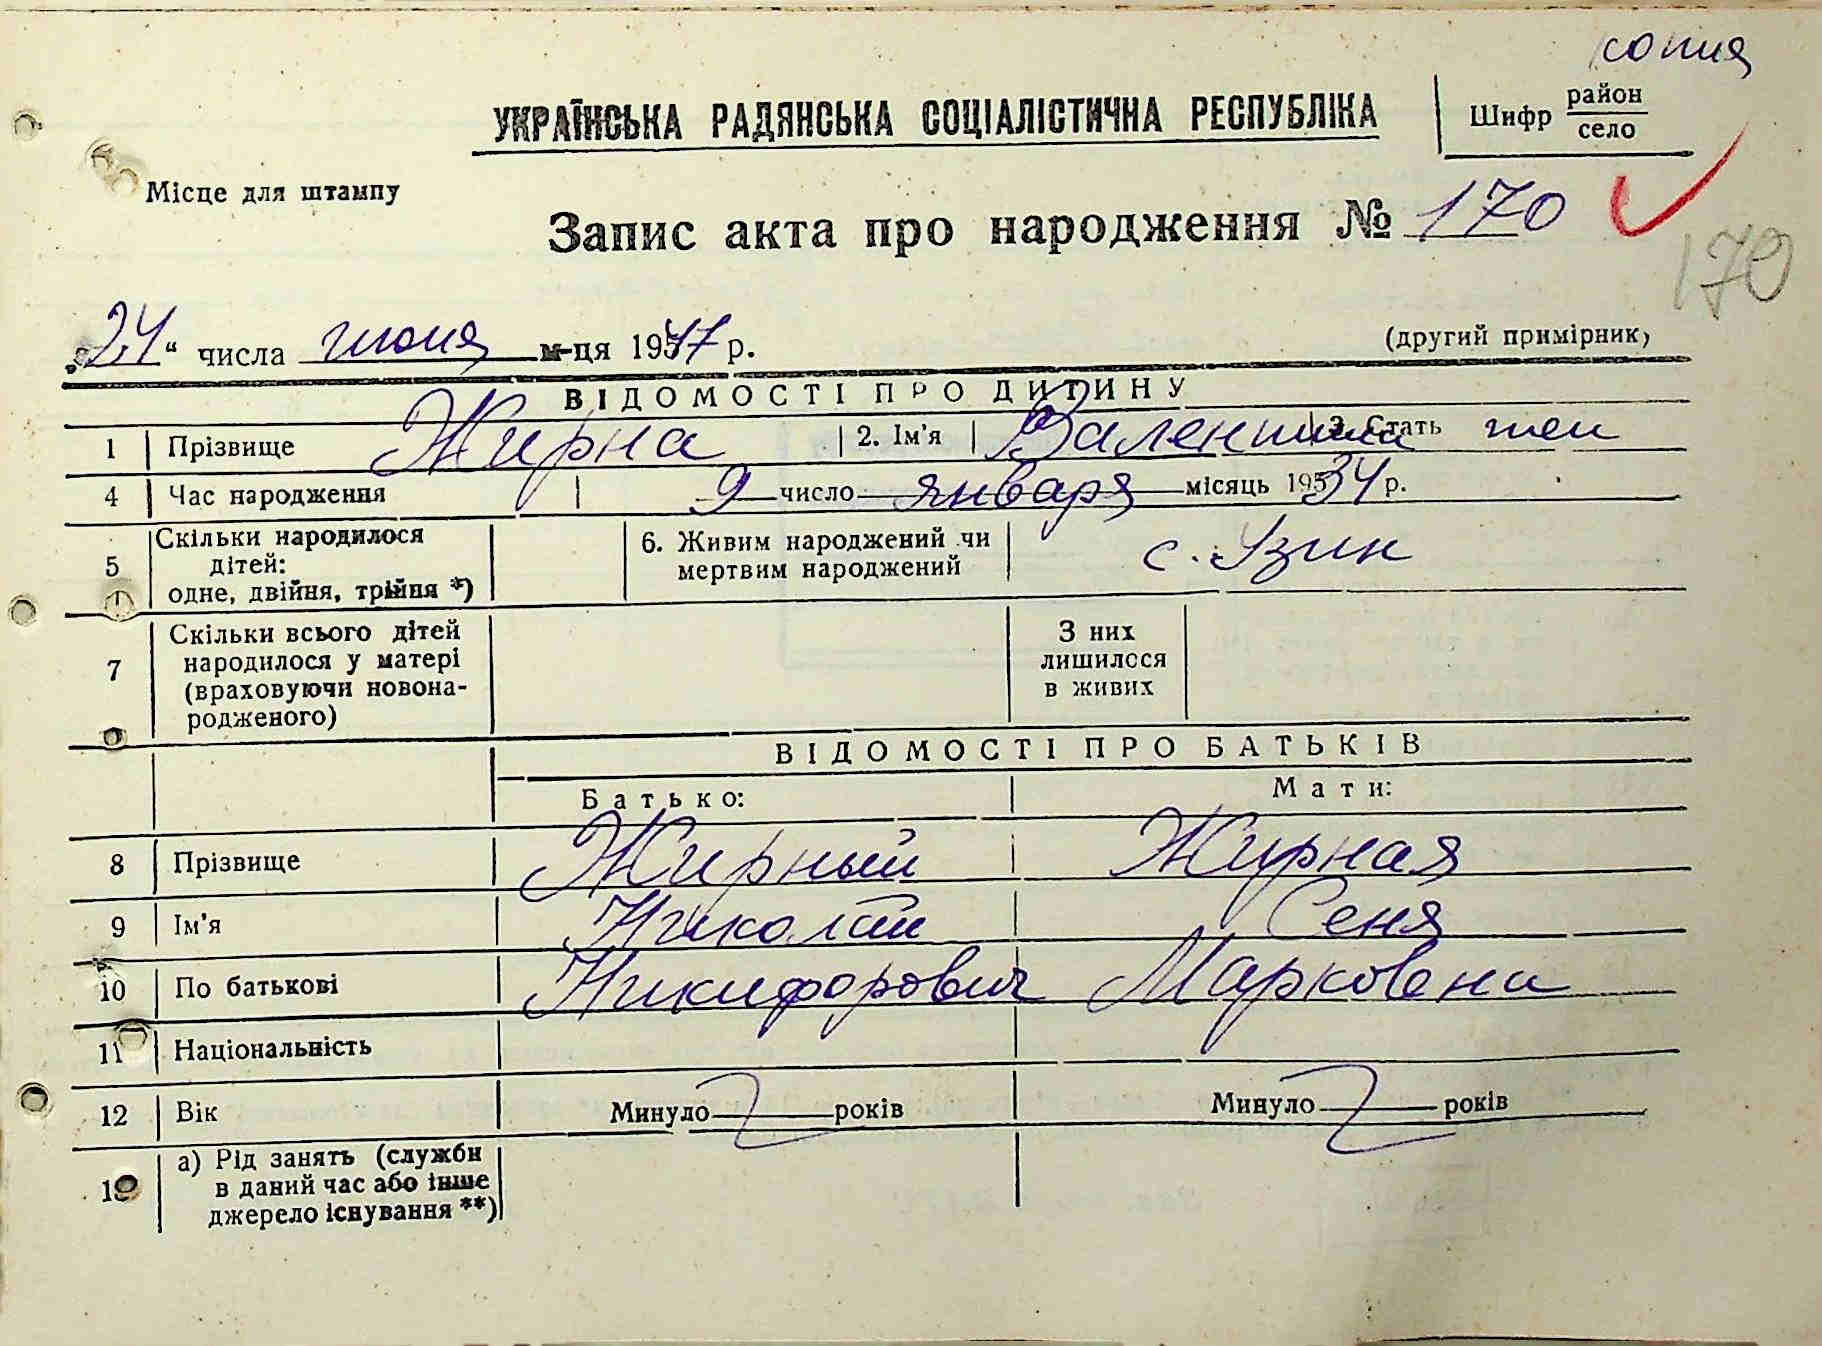 копия
УКРАЇНСЬКА РАДЯНСЬКА СОЦІАЛІСТИЧНА РЕСПУБЛІКА
Шифр район
село
Місце для штампу
Запис акта про народження № 170
170
„24“ числа июня м-ця 1947 р. (другий примірник)
ВІДОМОСТІ ПРО ДИТИНУ
1 Прізвище Жирна 2. Ім'я Валентина 3. Стать жен
4 Час народження 9 число января місяць 1934 р.
5 Скільки народилося дітей: одне, двійня, трійня *) 6. Живим народжений чи мертвим народжений с. Узин
7 Скільки всього дітей народилося у матері (враховуючи новонародженого) З них лишилося в живих
ВІДОМОСТІ ПРО БАТЬКІВ
Батько: Мати:
8 Прізвище Жирный Жирная
9 Ім'я Николай Сеня
10 По батькові Никифорович Марковна
11 Національність
12 Вік Минуло років Минуло років
13 а) Рід занять (служби в даний час або інше джерело існування **)